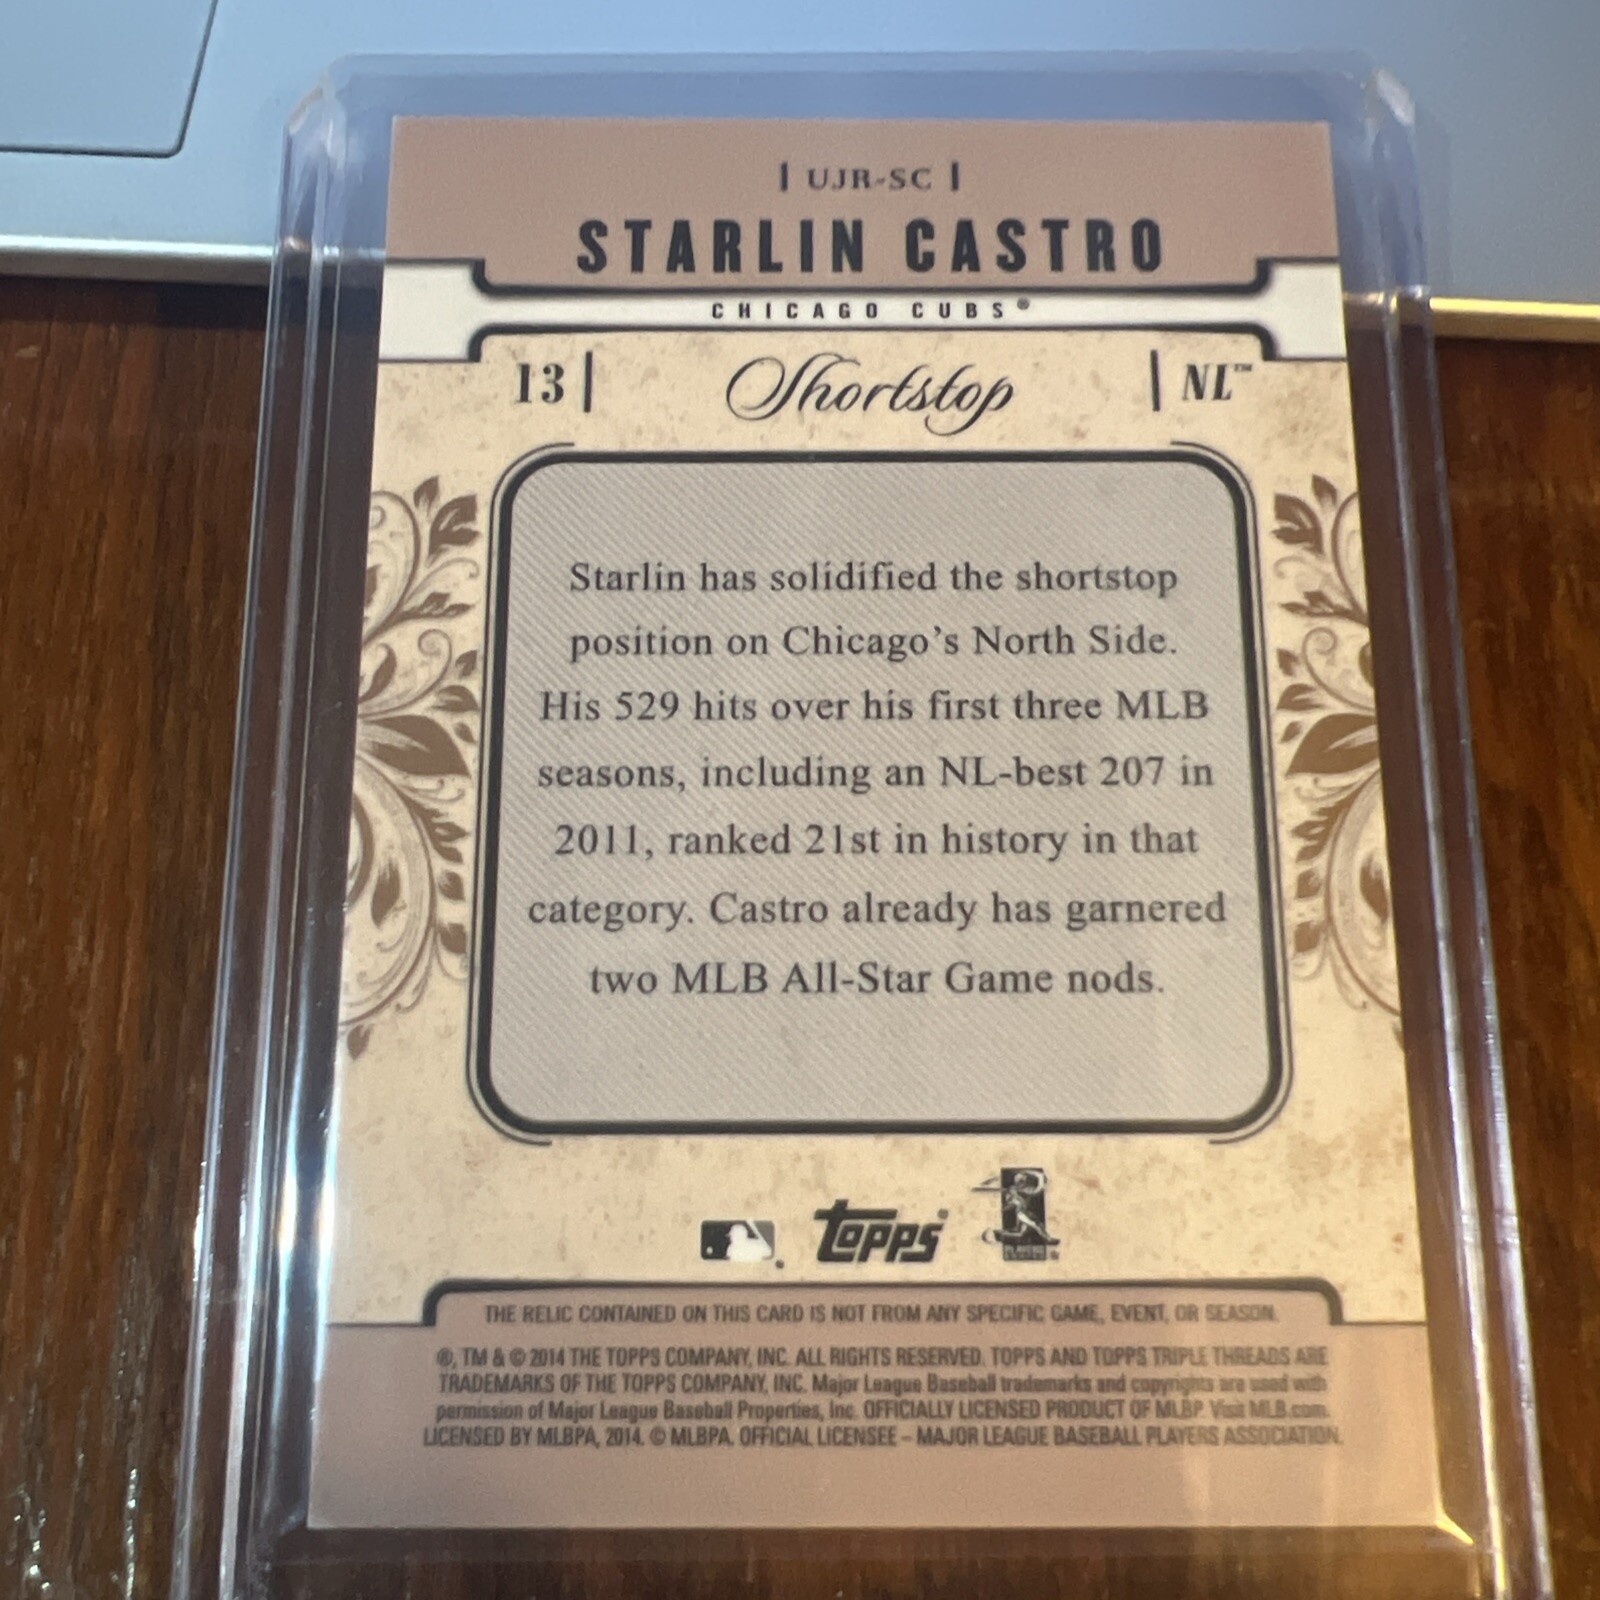 | UJR-SC |
STARLIN CASTRO
CHICAGO CUBS®
13 | Shortstop | NL™
Starlin has solidified the shortstop
position on Chicago's North Side.
His 529 hits over his first three MLB
seasons, including an NL-best 207 in
2011, ranked 21st in history in that
category. Castro already has garnered
two MLB All-Star Game nods.
topps®
THE RELIC CONTAINED ON THIS CARD IS NOT FROM ANY SPECIFIC GAME, EVENT, OR SEASON.
®, TM & © 2014 THE TOPPS COMPANY, INC. ALL RIGHTS RESERVED. TOPPS AND TOPPS TRIPLE THREADS ARE
TRADEMARKS OF THE TOPPS COMPANY, INC. Major League Baseball trademarks and copyrights are used with
permission of Major League Baseball Properties, Inc. OFFICIALLY LICENSED PRODUCT OF MLBP. Visit MLB.com.
LICENSED BY MLBPA, 2014. © MLBPA. OFFICIAL LICENSEE – MAJOR LEAGUE BASEBALL PLAYERS ASSOCIATION.